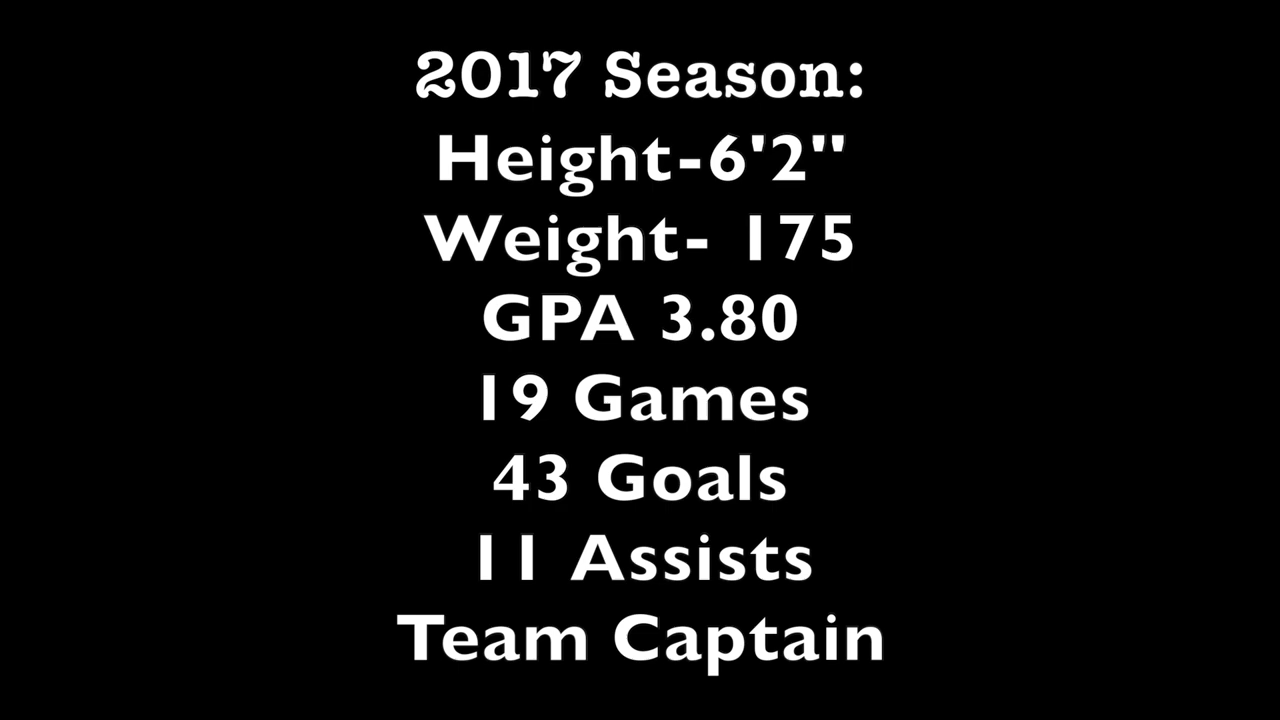 2017 Season:
Height-6'2"
Weight- 175
GPA 3.80
19 Games
43 Goals
11 Assists
Team Captain